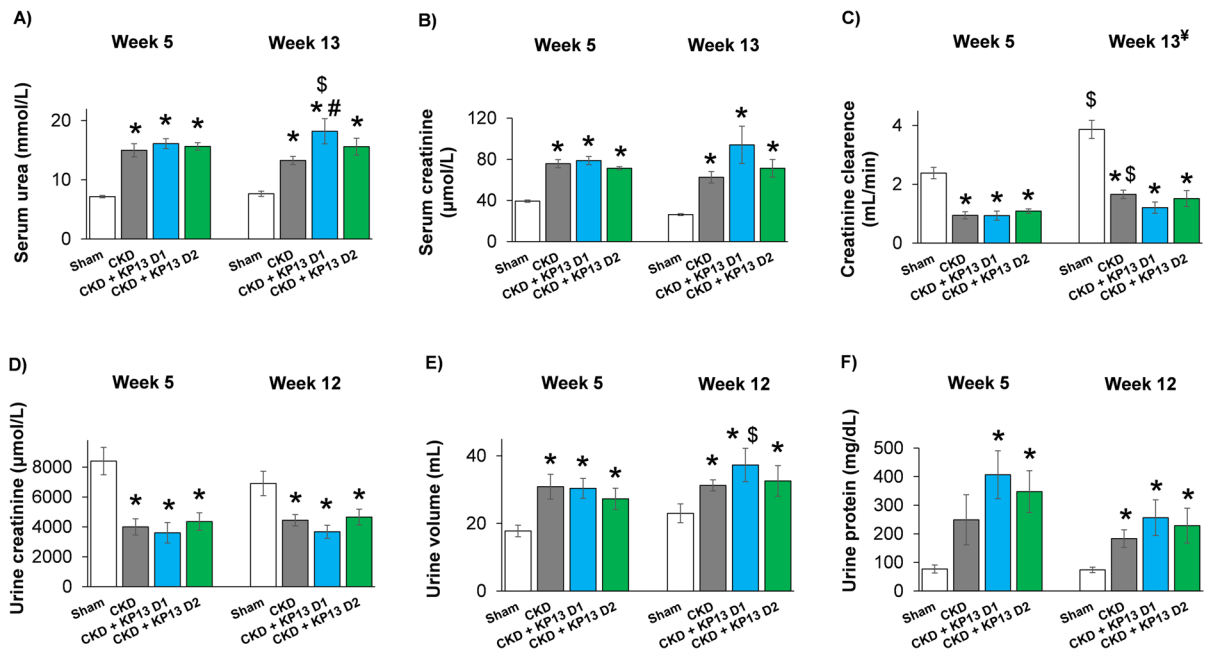 A)
Week 5
Week 13
Serum urea (mmol/L)
20
10
0
*
*
*
*
$
* #
*
Sham
CKD
CKD + KP13 D1
CKD + KP13 D2
Sham
CKD
CKD + KP13 D1
CKD + KP13 D2
B)
Week 5
Week 13
Serum creatinine
(µmol/L)
120
80
40
0
*
*
*
*
*
*
Sham
CKD
CKD + KP13 D1
CKD + KP13 D2
Sham
CKD
CKD + KP13 D1
CKD + KP13 D2
C)
Week 5
Week 13¥
Creatinine clearence
(mL/min)
4
2
0
*
*
*
$
* $
*
*
Sham
CKD
CKD + KP13 D1
CKD + KP13 D2
Sham
CKD
CKD + KP13 D1
CKD + KP13 D2
D)
Week 5
Week 12
Urine creatinine (µmol/L)
8000
6000
4000
2000
0
*
*
*
*
*
*
Sham
CKD
CKD + KP13 D1
CKD + KP13 D2
Sham
CKD
CKD + KP13 D1
CKD + KP13 D2
E)
Week 5
Week 12
Urine volume (mL)
40
20
0
*
*
*
*
* $
*
Sham
CKD
CKD + KP13 D1
CKD + KP13 D2
Sham
CKD
CKD + KP13 D1
CKD + KP13 D2
F)
Week 5
Week 12
Urine protein (mg/dL)
500
400
300
200
100
0
*
*
*
*
*
Sham
CKD
CKD + KP13 D1
CKD + KP13 D2
Sham
CKD
CKD + KP13 D1
CKD + KP13 D2